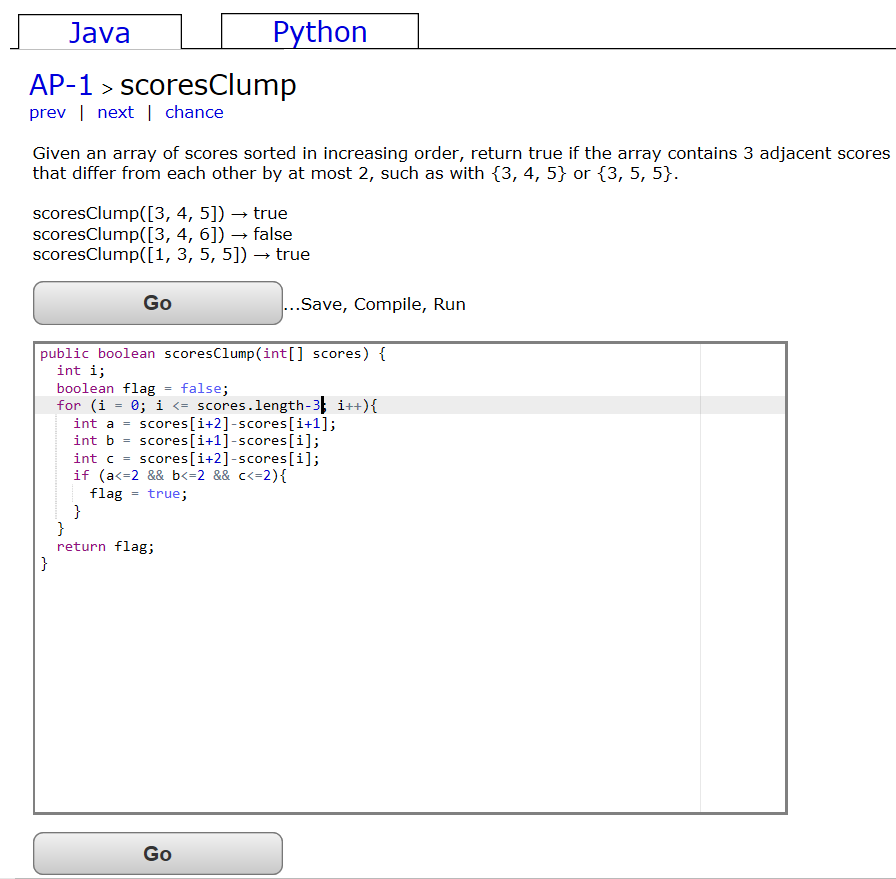 Java Python
AP-1 > scoresClump
prev | next | chance
Given an array of scores sorted in increasing order, return true if the array contains 3 adjacent scores
that differ from each other by at most 2, such as with {3, 4, 5} or {3, 5, 5}.
scoresClump([3, 4, 5]) → true
scoresClump([3, 4, 6]) → false
scoresClump([1, 3, 5, 5]) → true
Go ...Save, Compile, Run
public boolean scoresClump(int[] scores) {
  int i;
  boolean flag = false;
  for (i = 0; i <= scores.length-3; i++){
    int a = scores[i+2]-scores[i+1];
    int b = scores[i+1]-scores[i];
    int c = scores[i+2]-scores[i];
    if (a<=2 && b<=2 && c<=2){
      flag = true;
    }
  }
  return flag;
}
Go